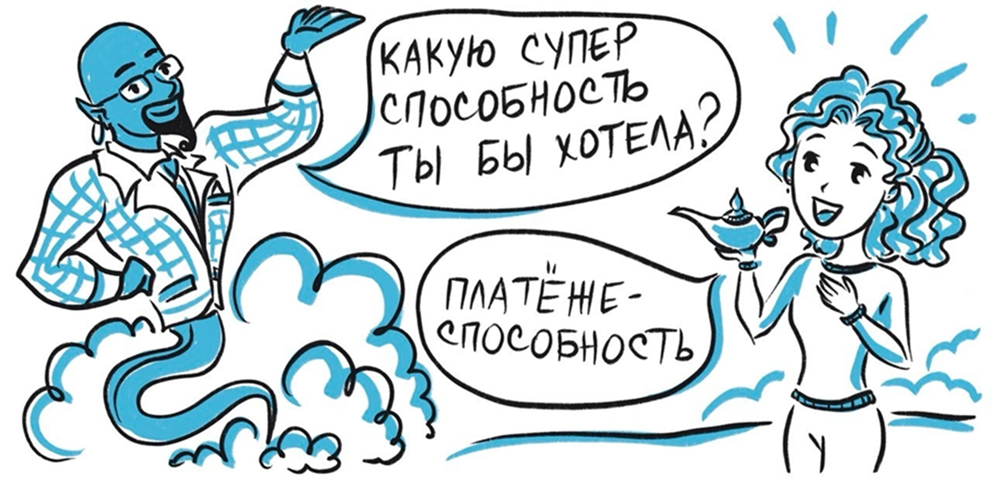 КАКУЮ СУПЕР
СПОСОБНОСТЬ
ТЫ БЫ ХОТЕЛА?
ПЛАТЁЖЕ-
СПОСОБНОСТЬ